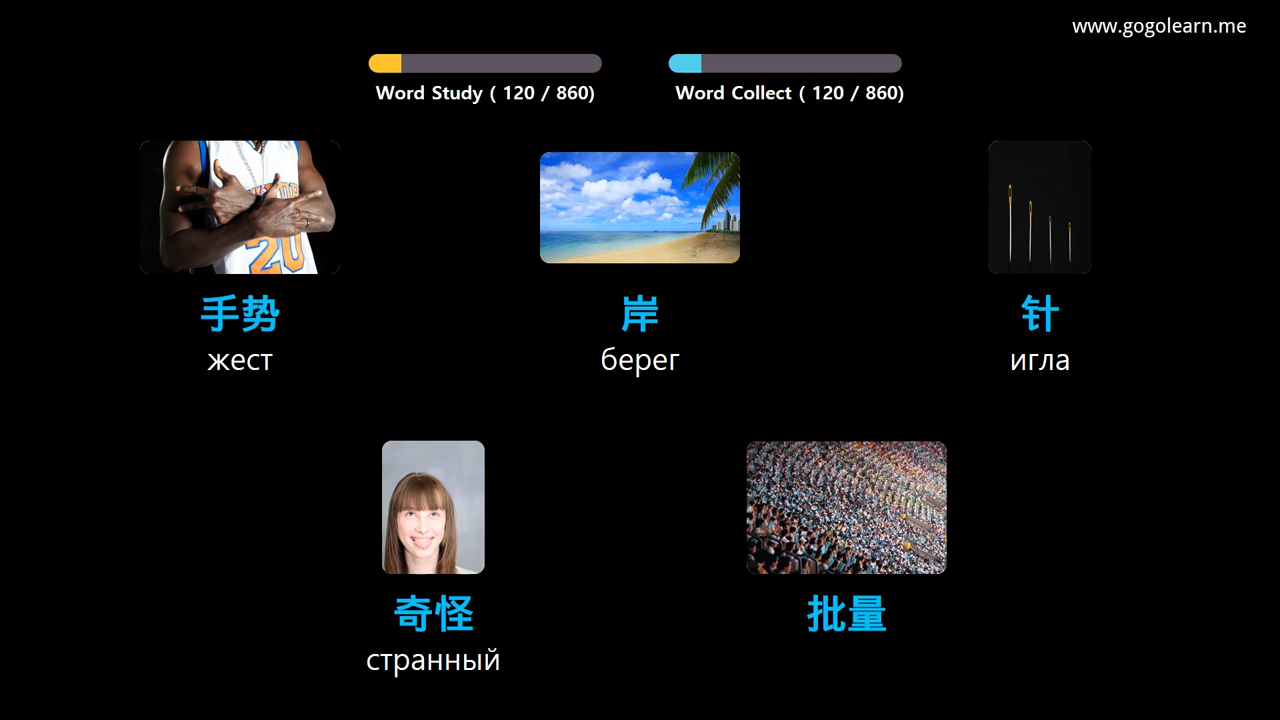 www.gogolearn.me
Word Study ( 120 / 860)
Word Collect ( 120 / 860)
20
手势
жест
岸
берег
针
игла
奇怪
странный
批量